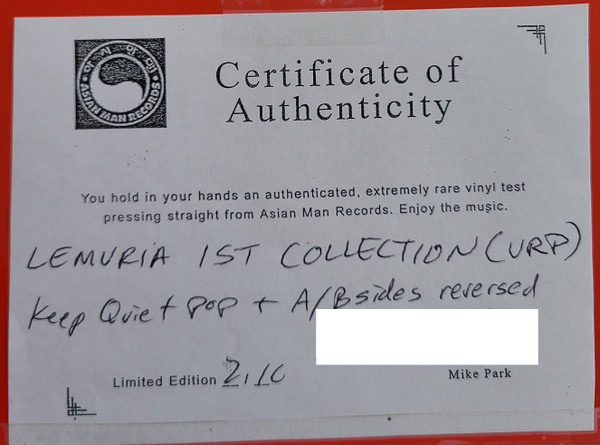 ASIAN MAN RECORDS
Certificate of
Authenticity
You hold in your hands an authenticated, extremely rare vinyl test
pressing straight from Asian Man Records. Enjoy the music.
LEMURIA 1ST COLLECTION (URP)
Keep Quiet Pop + A/B sides reversed
Limited Edition
Mike Park